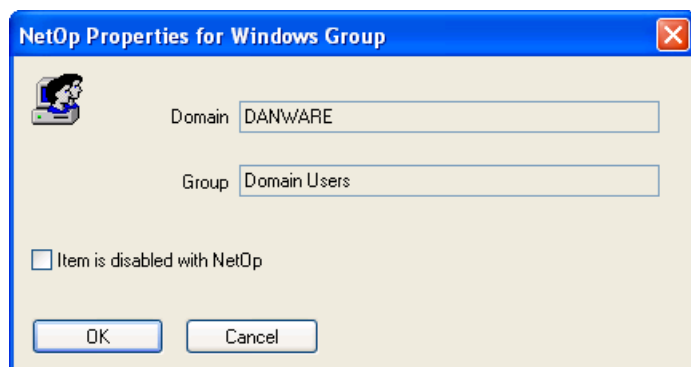 NetOp Properties for Windows Group
Domain DANWARE
Group Domain Users
Item is disabled with NetOp
OK Cancel